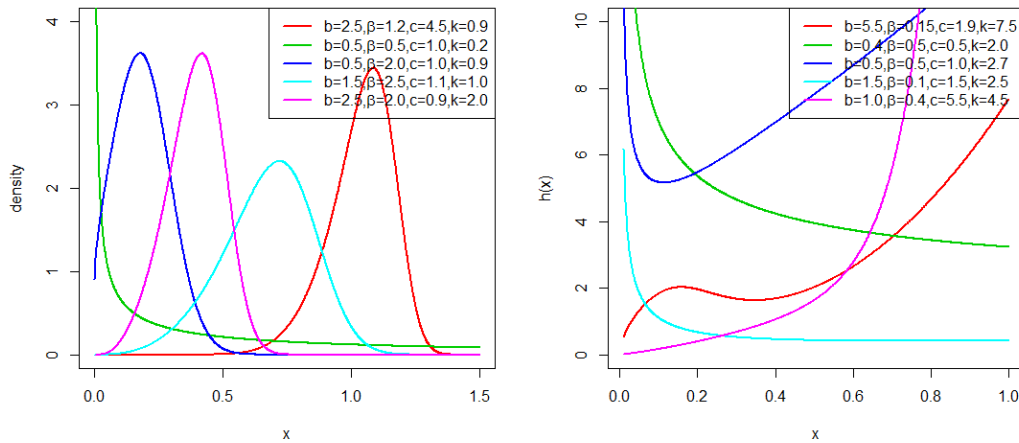 b=2.5,β=1.2,c=4.5,k=0.9
b=0.5,β=0.5,c=1.0,k=0.2
b=0.5,β=2.0,c=1.0,k=0.9
b=1.5,β=2.5,c=1.1,k=1.0
b=2.5,β=2.0,c=0.9,k=2.0
4
3
2
1
0
density
0.0 0.5 1.0 1.5
x
b=5.5,β=0.15,c=1.9,k=7.5
b=0.4,β=0.5,c=0.5,k=2.0
b=0.5,β=0.5,c=1.0,k=2.7
b=1.5,β=0.1,c=1.5,k=2.5
b=1.0,β=0.4,c=5.5,k=4.5
10
8
6
4
2
0
h(x)
0.0 0.2 0.4 0.6 0.8 1.0
x